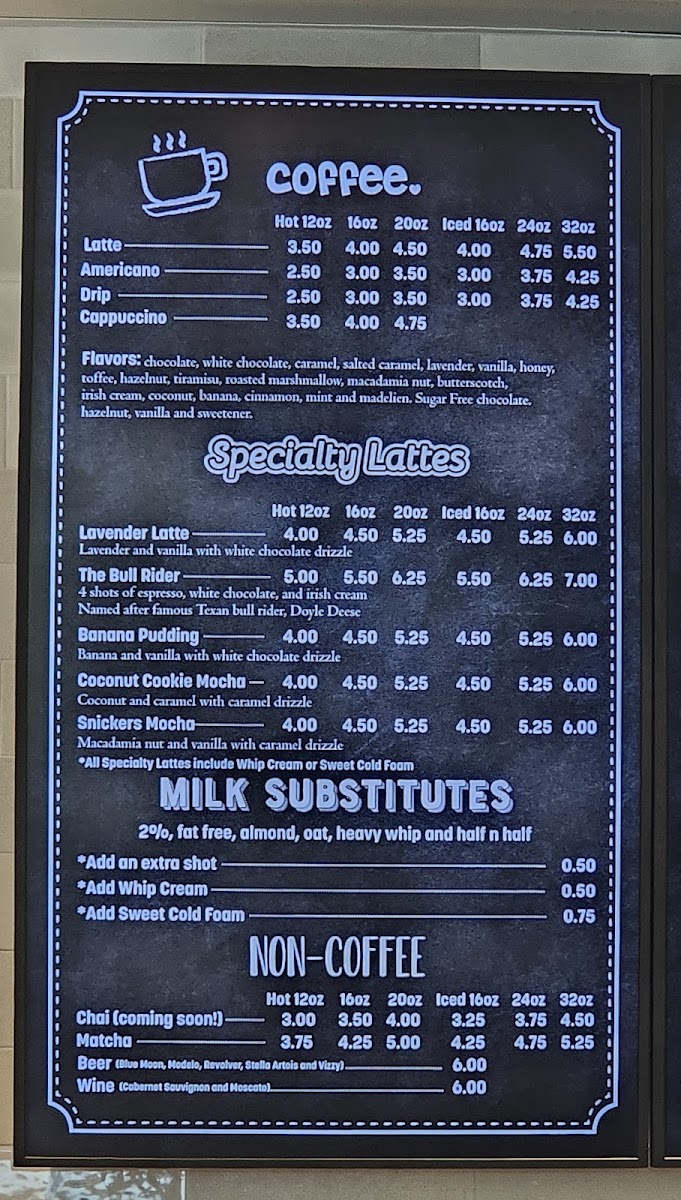 coffee.
Hot 12oz 16oz 20oz Iced 16oz 24oz 32oz
Latte 3.50 4.00 4.50 4.00 4.75 5.50
Americano 2.50 3.00 3.50 3.00 3.75 4.25
Drip 2.50 3.00 3.50 3.00 3.75 4.25
Cappuccino 3.50 4.00 4.75
Flavors: chocolate, white chocolate, caramel, salted caramel, lavender, vanilla, honey,
toffee, hazelnut, tiramisu, roasted marshmallow, macadamia nut, butterscotch,
irish cream, coconut, banana, cinnamon, mint and madelien. Sugar Free chocolate.
hazelnut, vanilla and sweetener.
Specialty Lattes
Hot 12oz 16oz 20oz Iced 16oz 24oz 32oz
Lavender Latte 4.00 4.50 5.25 4.50 5.25 6.00
Lavender and vanilla with white chocolate drizzle
The Bull Rider 5.00 5.50 6.25 5.50 6.25 7.00
4 shots of espresso, white chocolate, and irish cream
Named after famous Texan bull rider, Doyle Deese
Banana Pudding 4.00 4.50 5.25 4.50 5.25 6.00
Banana and vanilla with white chocolate drizzle
Coconut Cookie Mocha 4.00 4.50 5.25 4.50 5.25 6.00
Coconut and caramel with caramel drizzle
Snickers Mocha 4.00 4.50 5.25 4.50 5.25 6.00
Macadamia nut and vanilla with caramel drizzle
*All Specialty Lattes include Whip Cream or Sweet Cold Foam
MILK SUBSTITUTES
2%, fat free, almond, oat, heavy whip and half n half
*Add an extra shot 0.50
*Add Whip Cream 0.50
*Add Sweet Cold Foam 0.75
NON-COFFEE
Hot 12oz 16oz 20oz Iced 16oz 24oz 32oz
Chai (coming soon!) 3.00 3.50 4.00 3.25 3.75 4.50
Matcha 3.75 4.25 5.00 4.25 4.75 5.25
Beer (Blue Moon, Modelo, Revolver, Stella Artois and Vizzy) 6.00
Wine (Cabernet Sauvignon and Moscato) 6.00